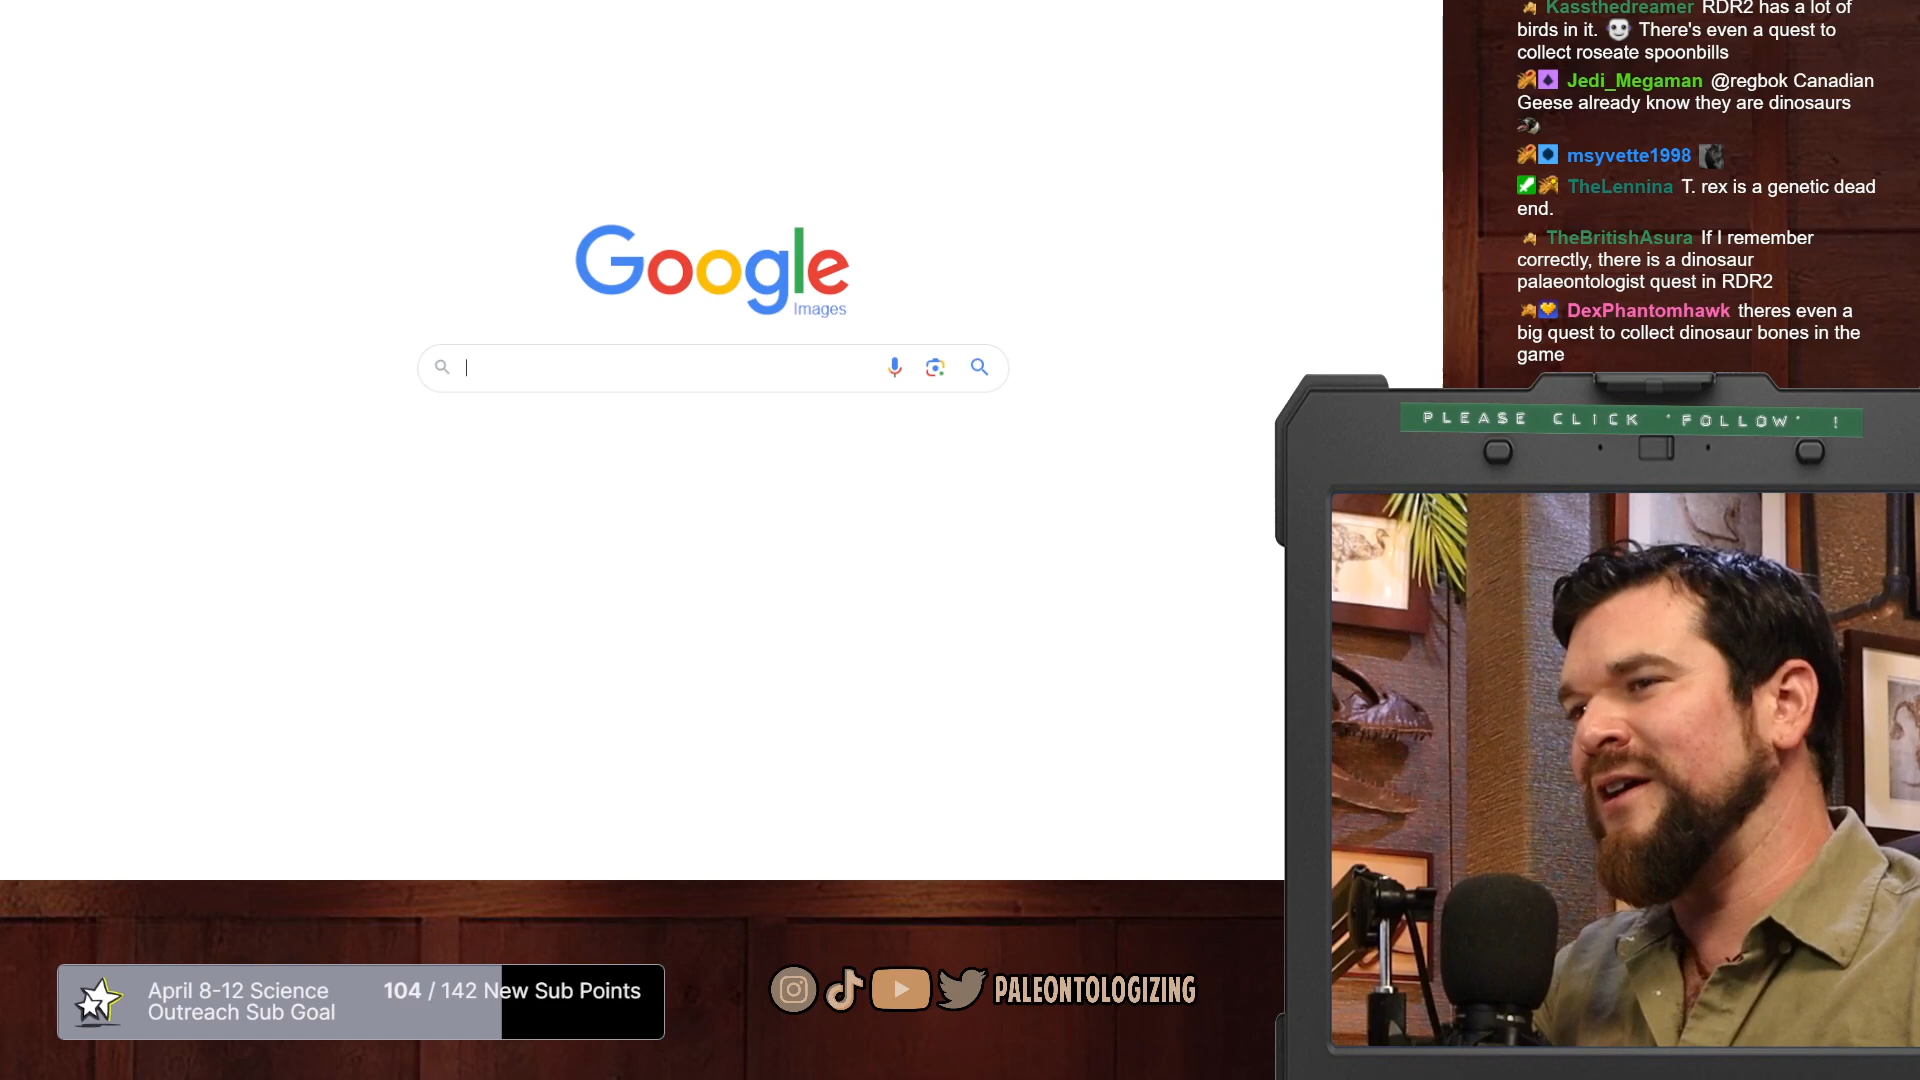 Kassthedreamer RDR2 has a lot of
birds in it. There's even a quest to
collect roseate spoonbills
Jedi_Megaman @regbok Canadian
Geese already know they are dinosaurs
msyvette1998
TheLennina T. rex is a genetic dead
end.
TheBritishAsura If I remember
correctly, there is a dinosaur
palaeontologist quest in RDR2
DexPhantomhawk theres even a
big quest to collect dinosaur bones in the
game
Google
Images
PLEASE CLICK "FOLLOW" !
April 8-12 Science
Outreach Sub Goal
104 / 142 New Sub Points
PALEONTOLOGIZING